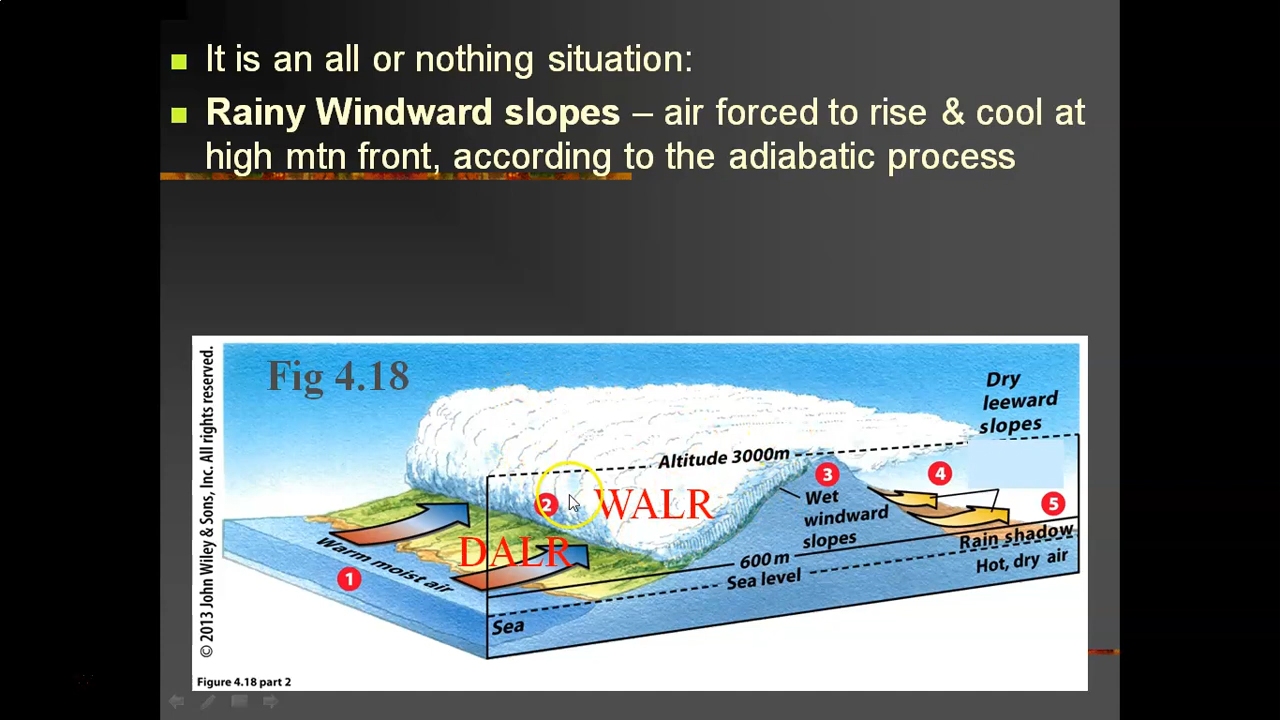 It is an all or nothing situation:
Rainy Windward slopes – air forced to rise & cool at
high mtn front, according to the adiabatic process
© 2013 John Wiley & Sons, Inc. All rights reserved.
Fig 4.18
Dry
leeward
slopes
Altitude 3000m
3
4
2
WALR
Wet
windward
slopes
5
DALR
Rain shadow
Warm moist air
600m
Hot, dry air
1
Sea level
Sea
Figure 4.18 part 2